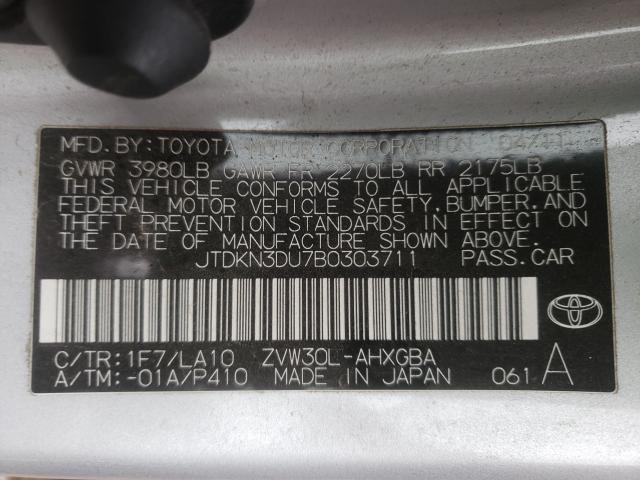 MFD. BY: TOYOTA MOTOR CORPORATION 04/11
GVWR 3980LB GAWR FR 2270LB RR 2175LB
THIS VEHICLE CONFORMS TO ALL APPLICABLE
FEDERAL MOTOR VEHICLE SAFETY, BUMPER, AND
THEFT PREVENTION STANDARDS IN EFFECT ON
THE DATE OF MANUFACTURE SHOWN ABOVE.
JTDKN3DU7B0303711 PASS.CAR
C/TR: 1F7/LA10 ZVW30L-AHXGBA
A/TM: -01A/P410 MADE IN JAPAN 061 A